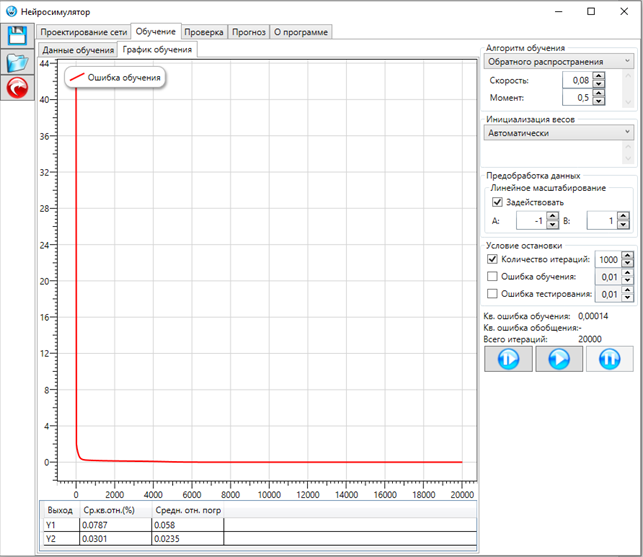 Нейросимулятор
Проектирование сети Обучение Проверка Прогноз О программе
Данные обучения График обучения
44
40
36
32
28
24
20
16
12
8
4
0
Ошибка обучения
0 2000 4000 6000 8000 10000 12000 14000 16000 18000 20000
Выход Ср.кв.отн.(%) Средн. отн. погр
Y1 0.0787 0.058
Y2 0.0301 0.0235
Алгоритм обучения
Обратного распространения
Скорость: 0,08
Момент: 0,5
Инициализация весов
Автоматически
Предобработка данных
Линейное масштабирование
Задействовать
A: -1 B: 1
Условие остановки
Количество итераций: 1000
Ошибка обучения: 0,01
Ошибка тестирования: 0,01
Кв. ошибка обучения: 0,00014
Кв. ошибка обобщения:-
Всего итераций: 20000